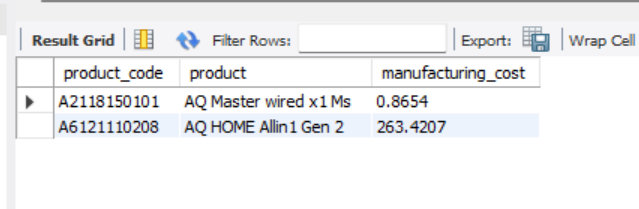 Result Grid Filter Rows: Export: Wrap Cell
product_code product manufacturing_cost
A2118150101 AQ Master wired x1 Ms 0.8654
A6121110208 AQ HOME Allin1 Gen 2 263.4207